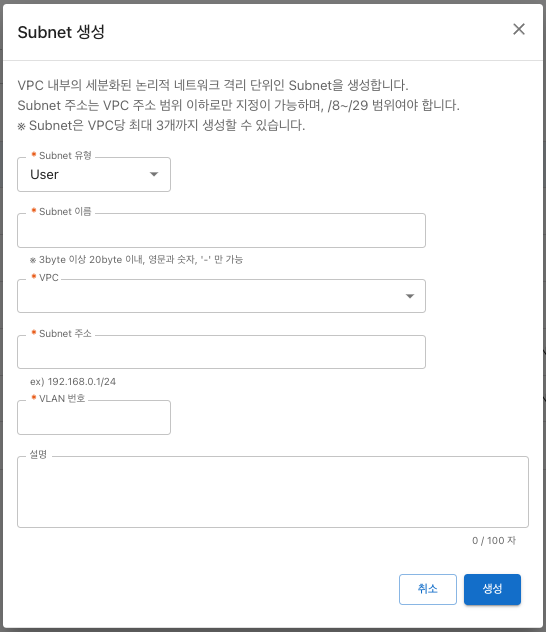 Subnet 생성
VPC 내부의 세분화된 논리적 네트워크 격리 단위인 Subnet을 생성합니다.
Subnet 주소는 VPC 주소 범위 이하로만 지정이 가능하며, /8~/29 범위여야 합니다.
※ Subnet은 VPC당 최대 3개까지 생성할 수 있습니다.
* Subnet 유형
User
* Subnet 이름
※ 3byte 이상 20byte 이내, 영문과 숫자, '-' 만 가능
* VPC
* Subnet 주소
ex) 192.168.0.1/24
* VLAN 번호
설명
0 / 100 자
취소
생성